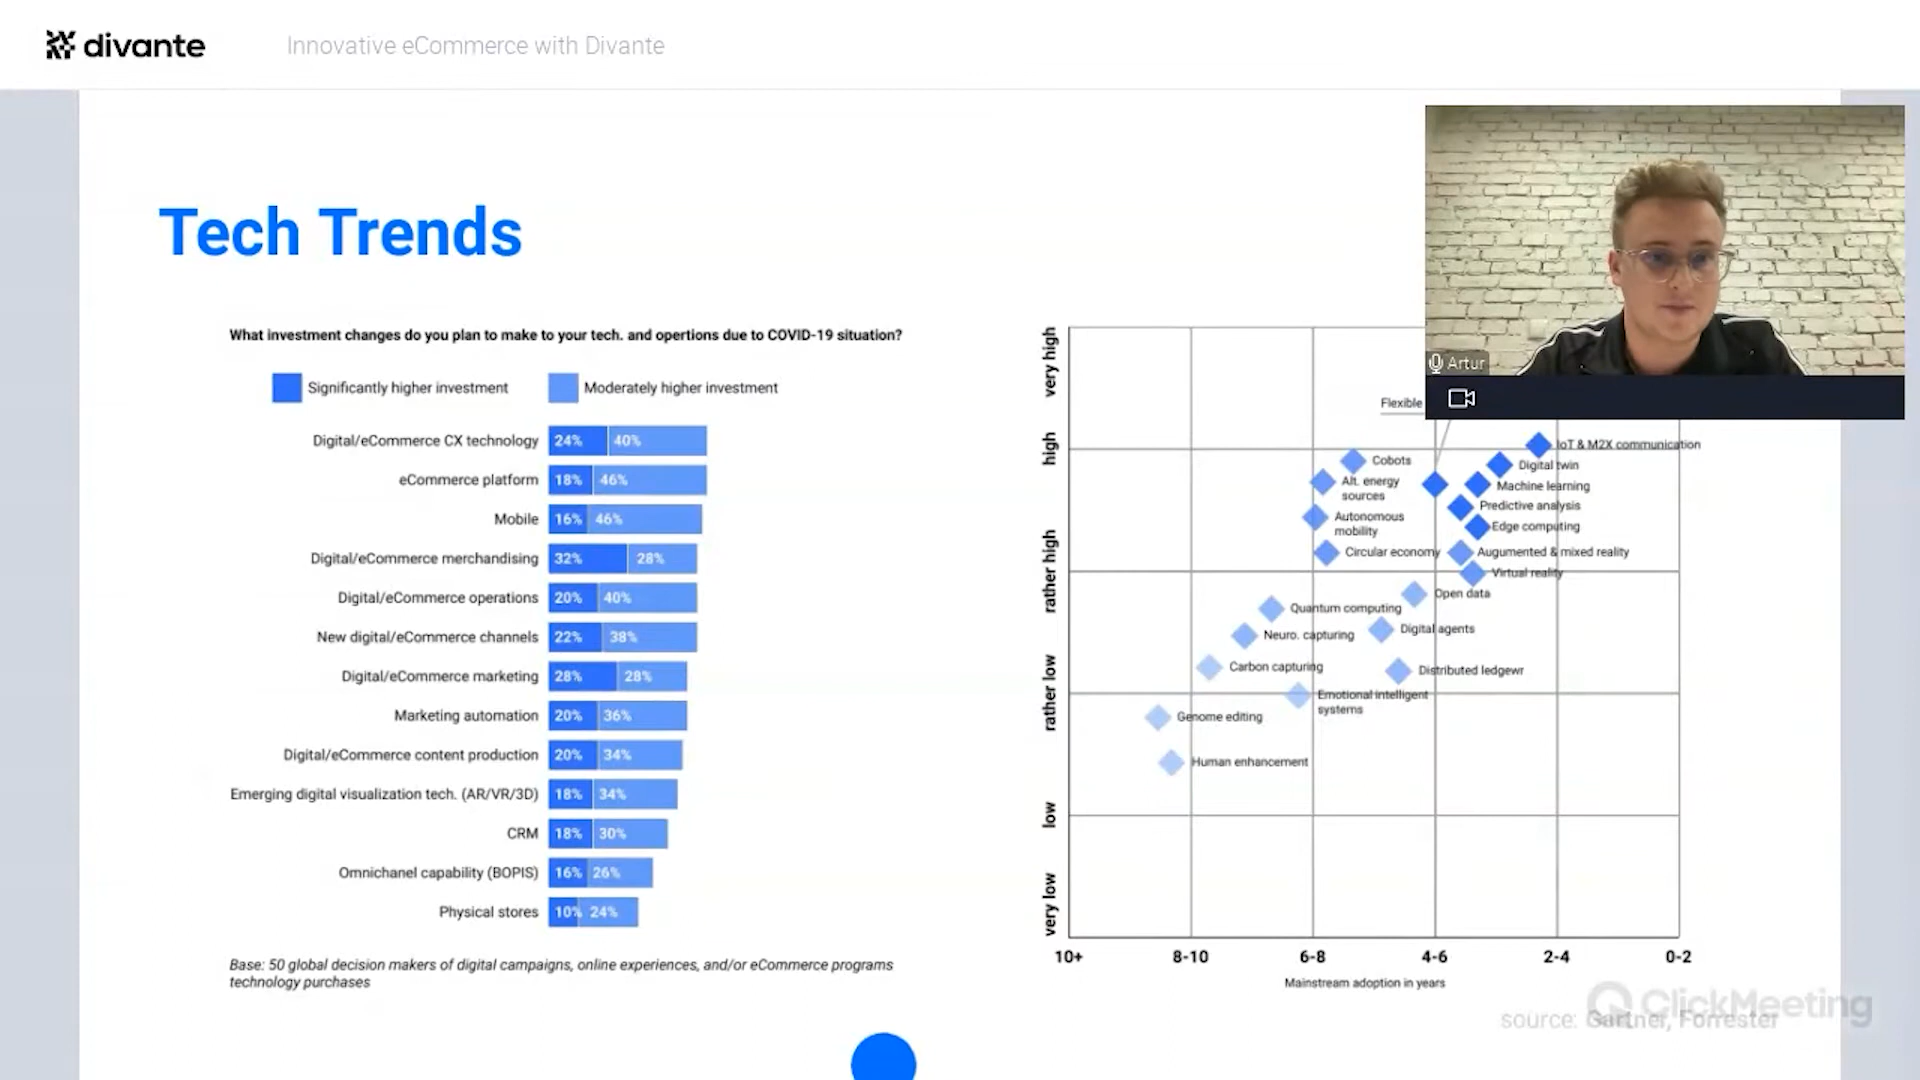 divante
Innovative eCommerce with Divante
Tech Trends
What investment changes do you plan to make to your tech. and opertions due to COVID-19 situation?
Significantly higher investment
Moderately higher investment
Digital/eCommerce CX technology 24% 40%
eCommerce platform 18% 46%
Mobile 16% 46%
Digital/eCommerce merchandising 32% 28%
Digital/eCommerce operations 20% 40%
New digital/eCommerce channels 22% 38%
Digital/eCommerce marketing 28% 28%
Marketing automation 20% 36%
Digital/eCommerce content production 20% 34%
Emerging digital visualization tech. (AR/VR/3D) 18% 34%
CRM 18% 30%
Omnichanel capability (BOPIS) 16% 26%
Physical stores 10% 24%
Base: 50 global decision makers of digital campaigns, online experiences, and/or eCommerce programs
technology purchases
Artur
very high
high
rather high
rather low
low
very low
Flexible
IoT & M2X communication
Cobots
Digital twin
Alt. energy
sources
Machine learning
Predictive analysis
Autonomous
mobility
Edge computing
Circular economy
Augumented & mixed reality
Virtual reality
Open data
Quantum computing
Digital agents
Neuro. capturing
Carbon capturing
Distributed ledgewr
Emotional intelligent
systems
Genome editing
Human enhancement
10+ 8-10 6-8 4-6 2-4 0-2
Mainstream adoption in years
ClickMeeting
source: Gartner, Forrester